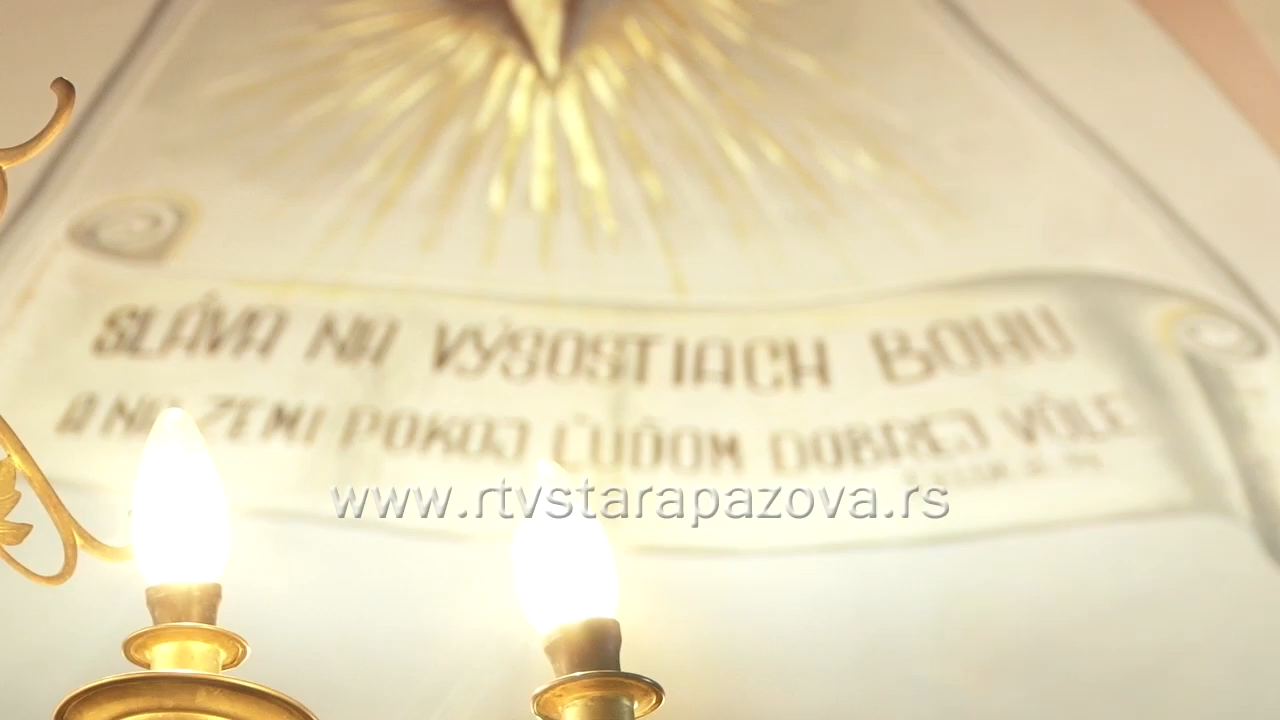 SLÁVA NA VÝSOSTIACH BOHU
A NA ZEMI POKOJ ĽUĎOM DOBREJ VÔLE
www.rtvstarapazova.rs